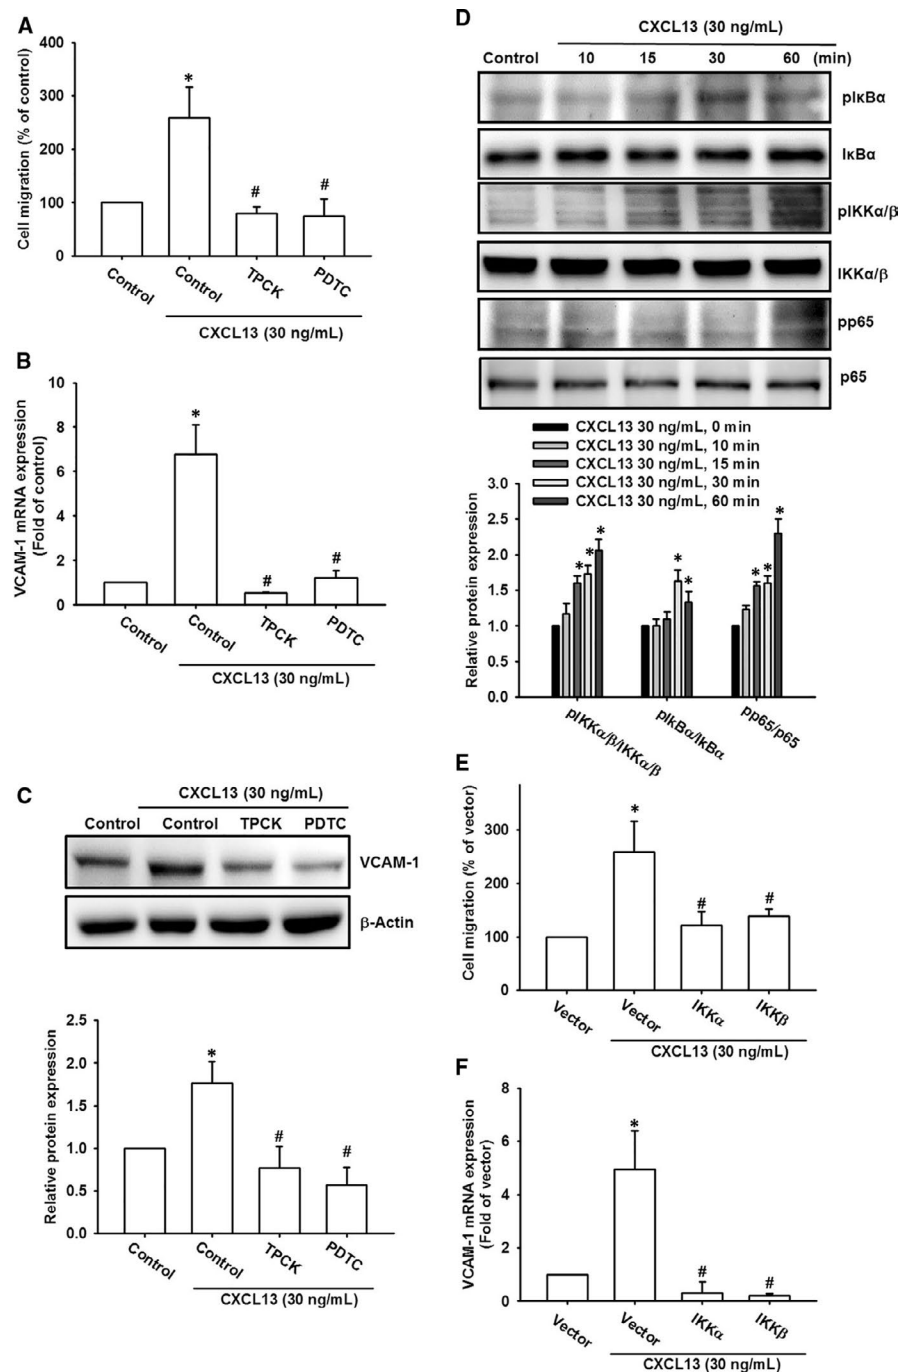 A
Cell migration (% of control)
400
300
200
100
0
*
#
#
Control
Control
TPCK
PDTC
CXCL13 (30 ng/mL)
B
VCAM-1 mRNA expression
(Fold of control)
10
8
6
4
2
0
*
#
#
Control
Control
TPCK
PDTC
CXCL13 (30 ng/mL)
C
CXCL13 (30 ng/mL)
Control Control TPCK PDTC
VCAM-1
β-Actin
Relative protein expression
2.5
2.0
1.5
1.0
0.5
0.0
*
#
#
Control
Control
TPCK
PDTC
CXCL13 (30 ng/mL)
D
CXCL13 (30 ng/mL)
Control 10 15 30 60 (min)
pIκBα
IκBα
pIKKα/β
IKKα/β
pp65
p65
CXCL13 30 ng/mL, 0 min
CXCL13 30 ng/mL, 10 min
CXCL13 30 ng/mL, 15 min
CXCL13 30 ng/mL, 30 min
CXCL13 30 ng/mL, 60 min
Relative protein expression
3.0
2.5
2.0
1.5
1.0
0.0
* * *
* *
* * *
pIKKα/β/IKKα/β
pIkBα/IkBα
pp65/p65
E
Cell migration (% of vector)
300
200
100
0
*
#
#
Vector
Vector
IKKα
IKKβ
CXCL13 (30 ng/mL)
F
VCAM-1 mRNA expression
(Fold of vector)
8
6
4
2
0
*
#
#
Vector
Vector
IKKα
IKKβ
CXCL13 (30 ng/mL)